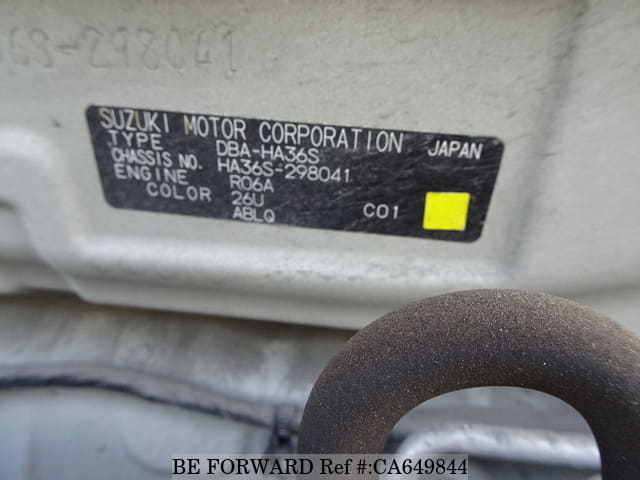 6S-298041
SUZUKI MOTOR CORPORATION JAPAN
TYPE DBA-HA36S
CHASSIS NO. HA36S-298041
ENGINE R06A
COLOR 26U
ABLQ C01
BE FORWARD Ref #:CA649844